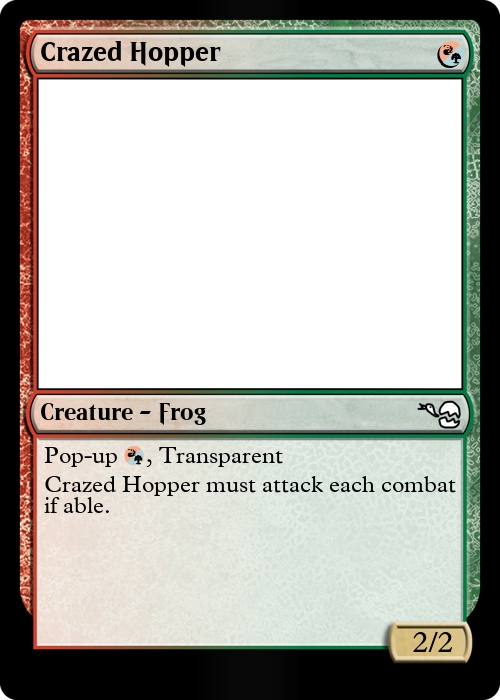 Crazed Hopper
Creature – Frog
Pop-up , Transparent
Crazed Hopper must attack each combat
if able.
2/2